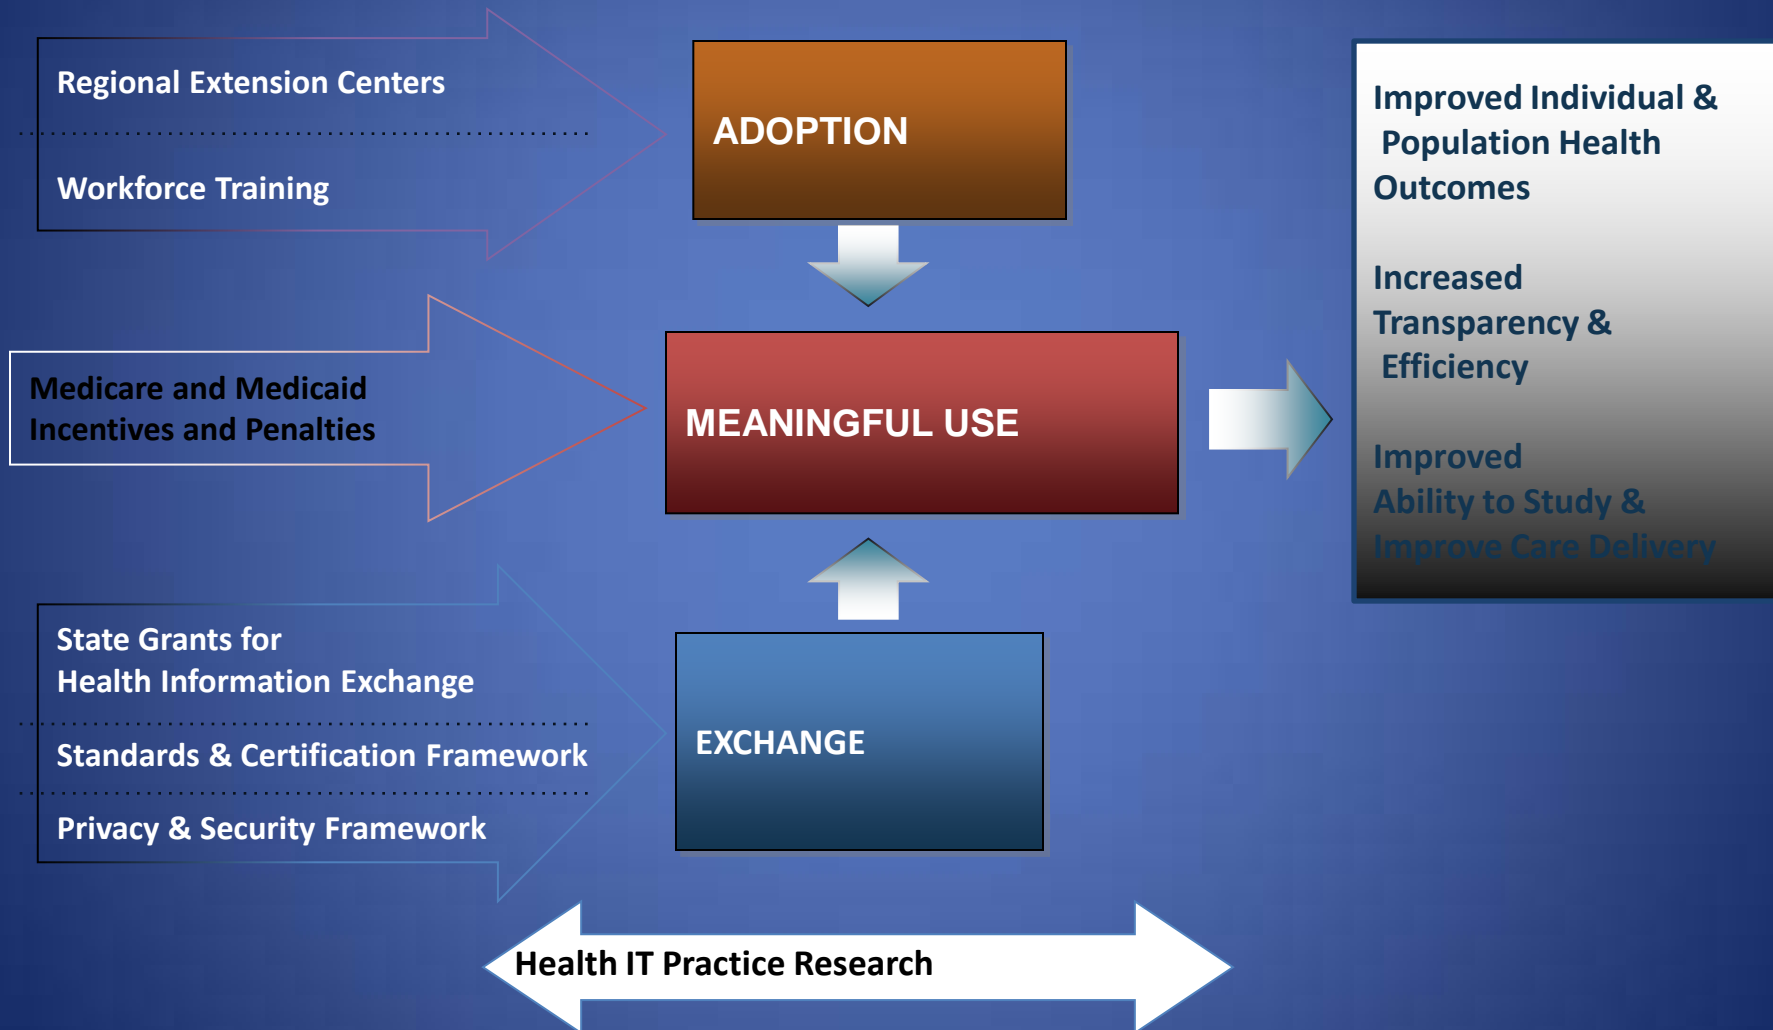 Regional Extension Centers
Workforce Training
ADOPTION
Medicare and Medicaid
Incentives and Penalties
MEANINGFUL USE
State Grants for
Health Information Exchange
Standards & Certification Framework
Privacy & Security Framework
EXCHANGE
Improved Individual &
Population Health
Outcomes
Increased
Transparency &
Efficiency
Improved
Ability to Study &
Improve Care Delivery
Health IT Practice Research